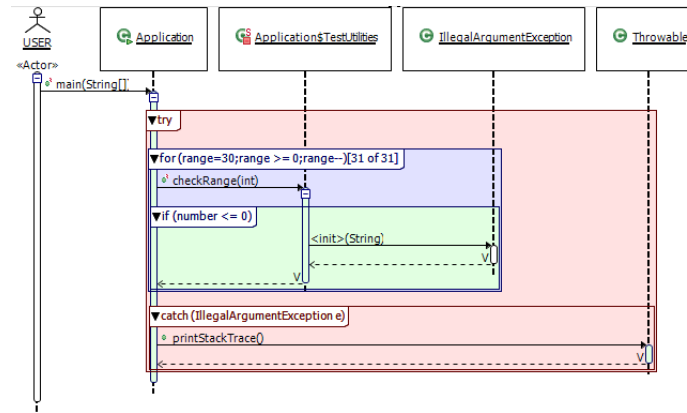 USER
«Actor»
Application
Application$TestUtilities
IllegalArgumentException
Throwable
main(String[])
try
for (range=30;range >= 0;range--)[31 of 31]
checkRange(int)
if (number <= 0)
<init>(String)
V
V
catch (IllegalArgumentException e)
printStackTrace()
V